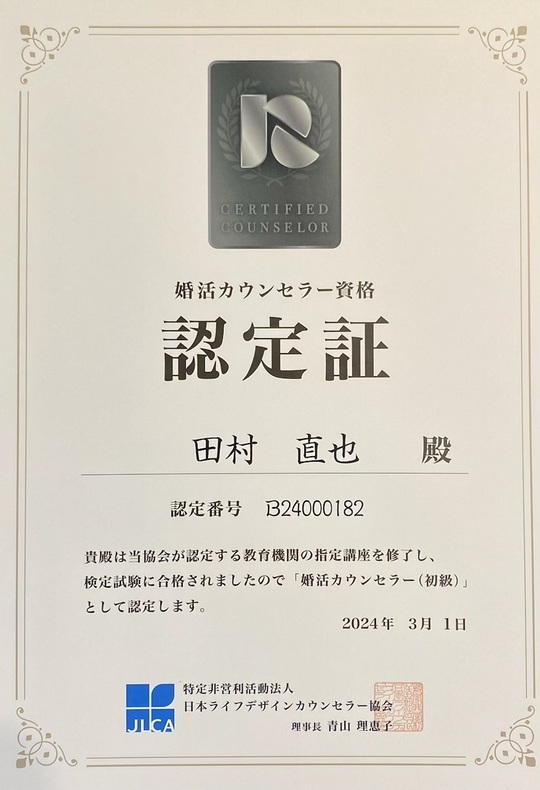 CERTIFIED
COUNSELOR
婚活カウンセラー資格
認定証
田村 直也 殿
認定番号 B24000182
貴殿は当協会が認定する教育機関の指定講座を修了し、
検定試験に合格されましたので「婚活カウンセラー(初級)」
として認定します。
2024年 3月 1日
JLCA
特定非営利活動法人
日本ライフデザインカウンセラー協会
理事長 青山 理恵子